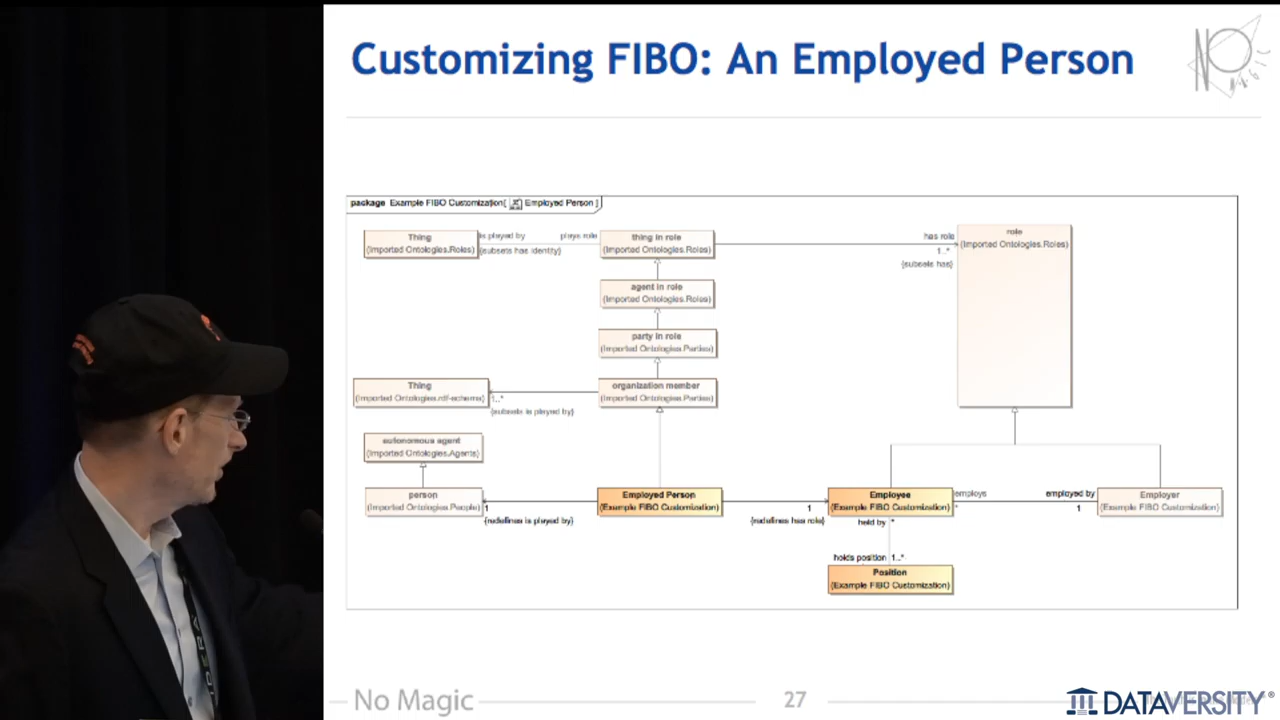 Customizing FIBO: An Employed Person
package Example FIBO Customization[ Employed Person ]
Thing
(Imported Ontologies.Roles)
is played by
{subsets has identity}
plays role
thing in role
(Imported Ontologies.Roles)
has role
1..*
{subsets has}
role
(Imported Ontologies.Roles)
agent in role
(Imported Ontologies.Roles)
party in role
(Imported Ontologies.Parties)
Thing
(Imported Ontologies.rdf-schema)
1..*
{subsets is played by}
organization member
(Imported Ontologies.Parties)
autonomous agent
(Imported Ontologies.Agents)
person
(Imported Ontologies.People)
1
{redefines is played by}
Employed Person
(Example FIBO Customization)
1
{redefines has role}
Employee
(Example FIBO Customization)
employs
*
employed by
1
Employer
(Example FIBO Customization)
held by *
holds position 1..*
Position
(Example FIBO Customization)
No Magic
27
DATAVERSITY®